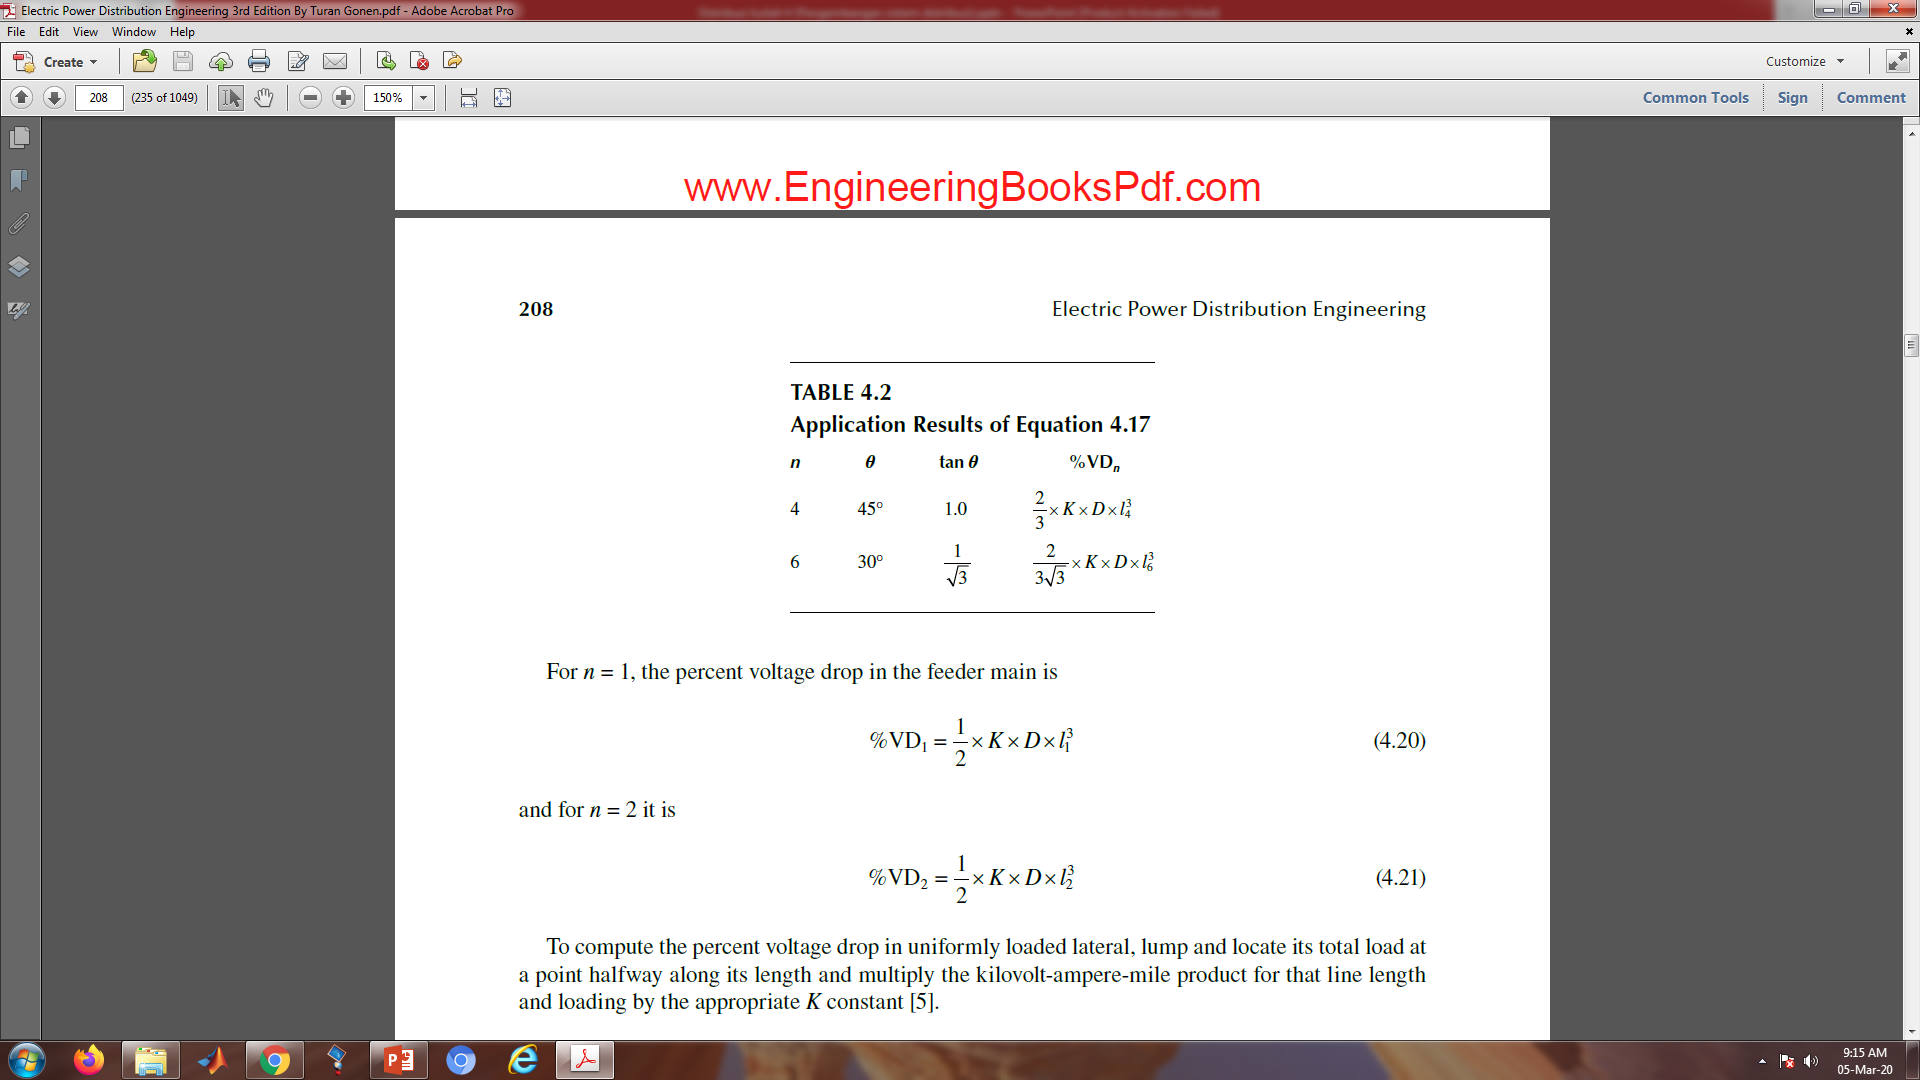 Electric Power Distribution Engineering 3rd Edition By Turan Gonen.pdf - Adobe Acrobat Pro
File Edit View Window Help
Create
Customize
208 (235 of 1049) 150%
Common Tools Sign Comment
www.EngineeringBooksPdf.com
208 Electric Power Distribution Engineering
TABLE 4.2
Application Results of Equation 4.17
n θ tan θ %VDₙ
4 45° 1.0 2/3 × K × D × l₄³
6 30° 1/√3 2/3√3 × K × D × l₆³
For n = 1, the percent voltage drop in the feeder main is
%VD₁ = 1/2 × K × D × l₁³ (4.20)
and for n = 2 it is
%VD₂ = 1/2 × K × D × l₂³ (4.21)
To compute the percent voltage drop in uniformly loaded lateral, lump and locate its total load at
a point halfway along its length and multiply the kilovolt-ampere-mile product for that line length
and loading by the appropriate K constant [5].
9:15 AM
05-Mar-20